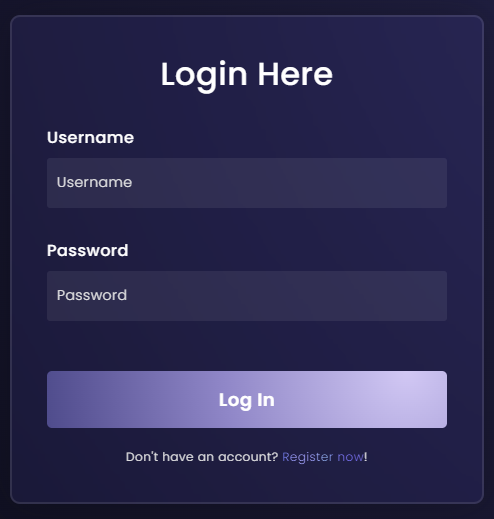 Login Here
Username
Username
Password
Password
Log In
Don't have an account? Register now!